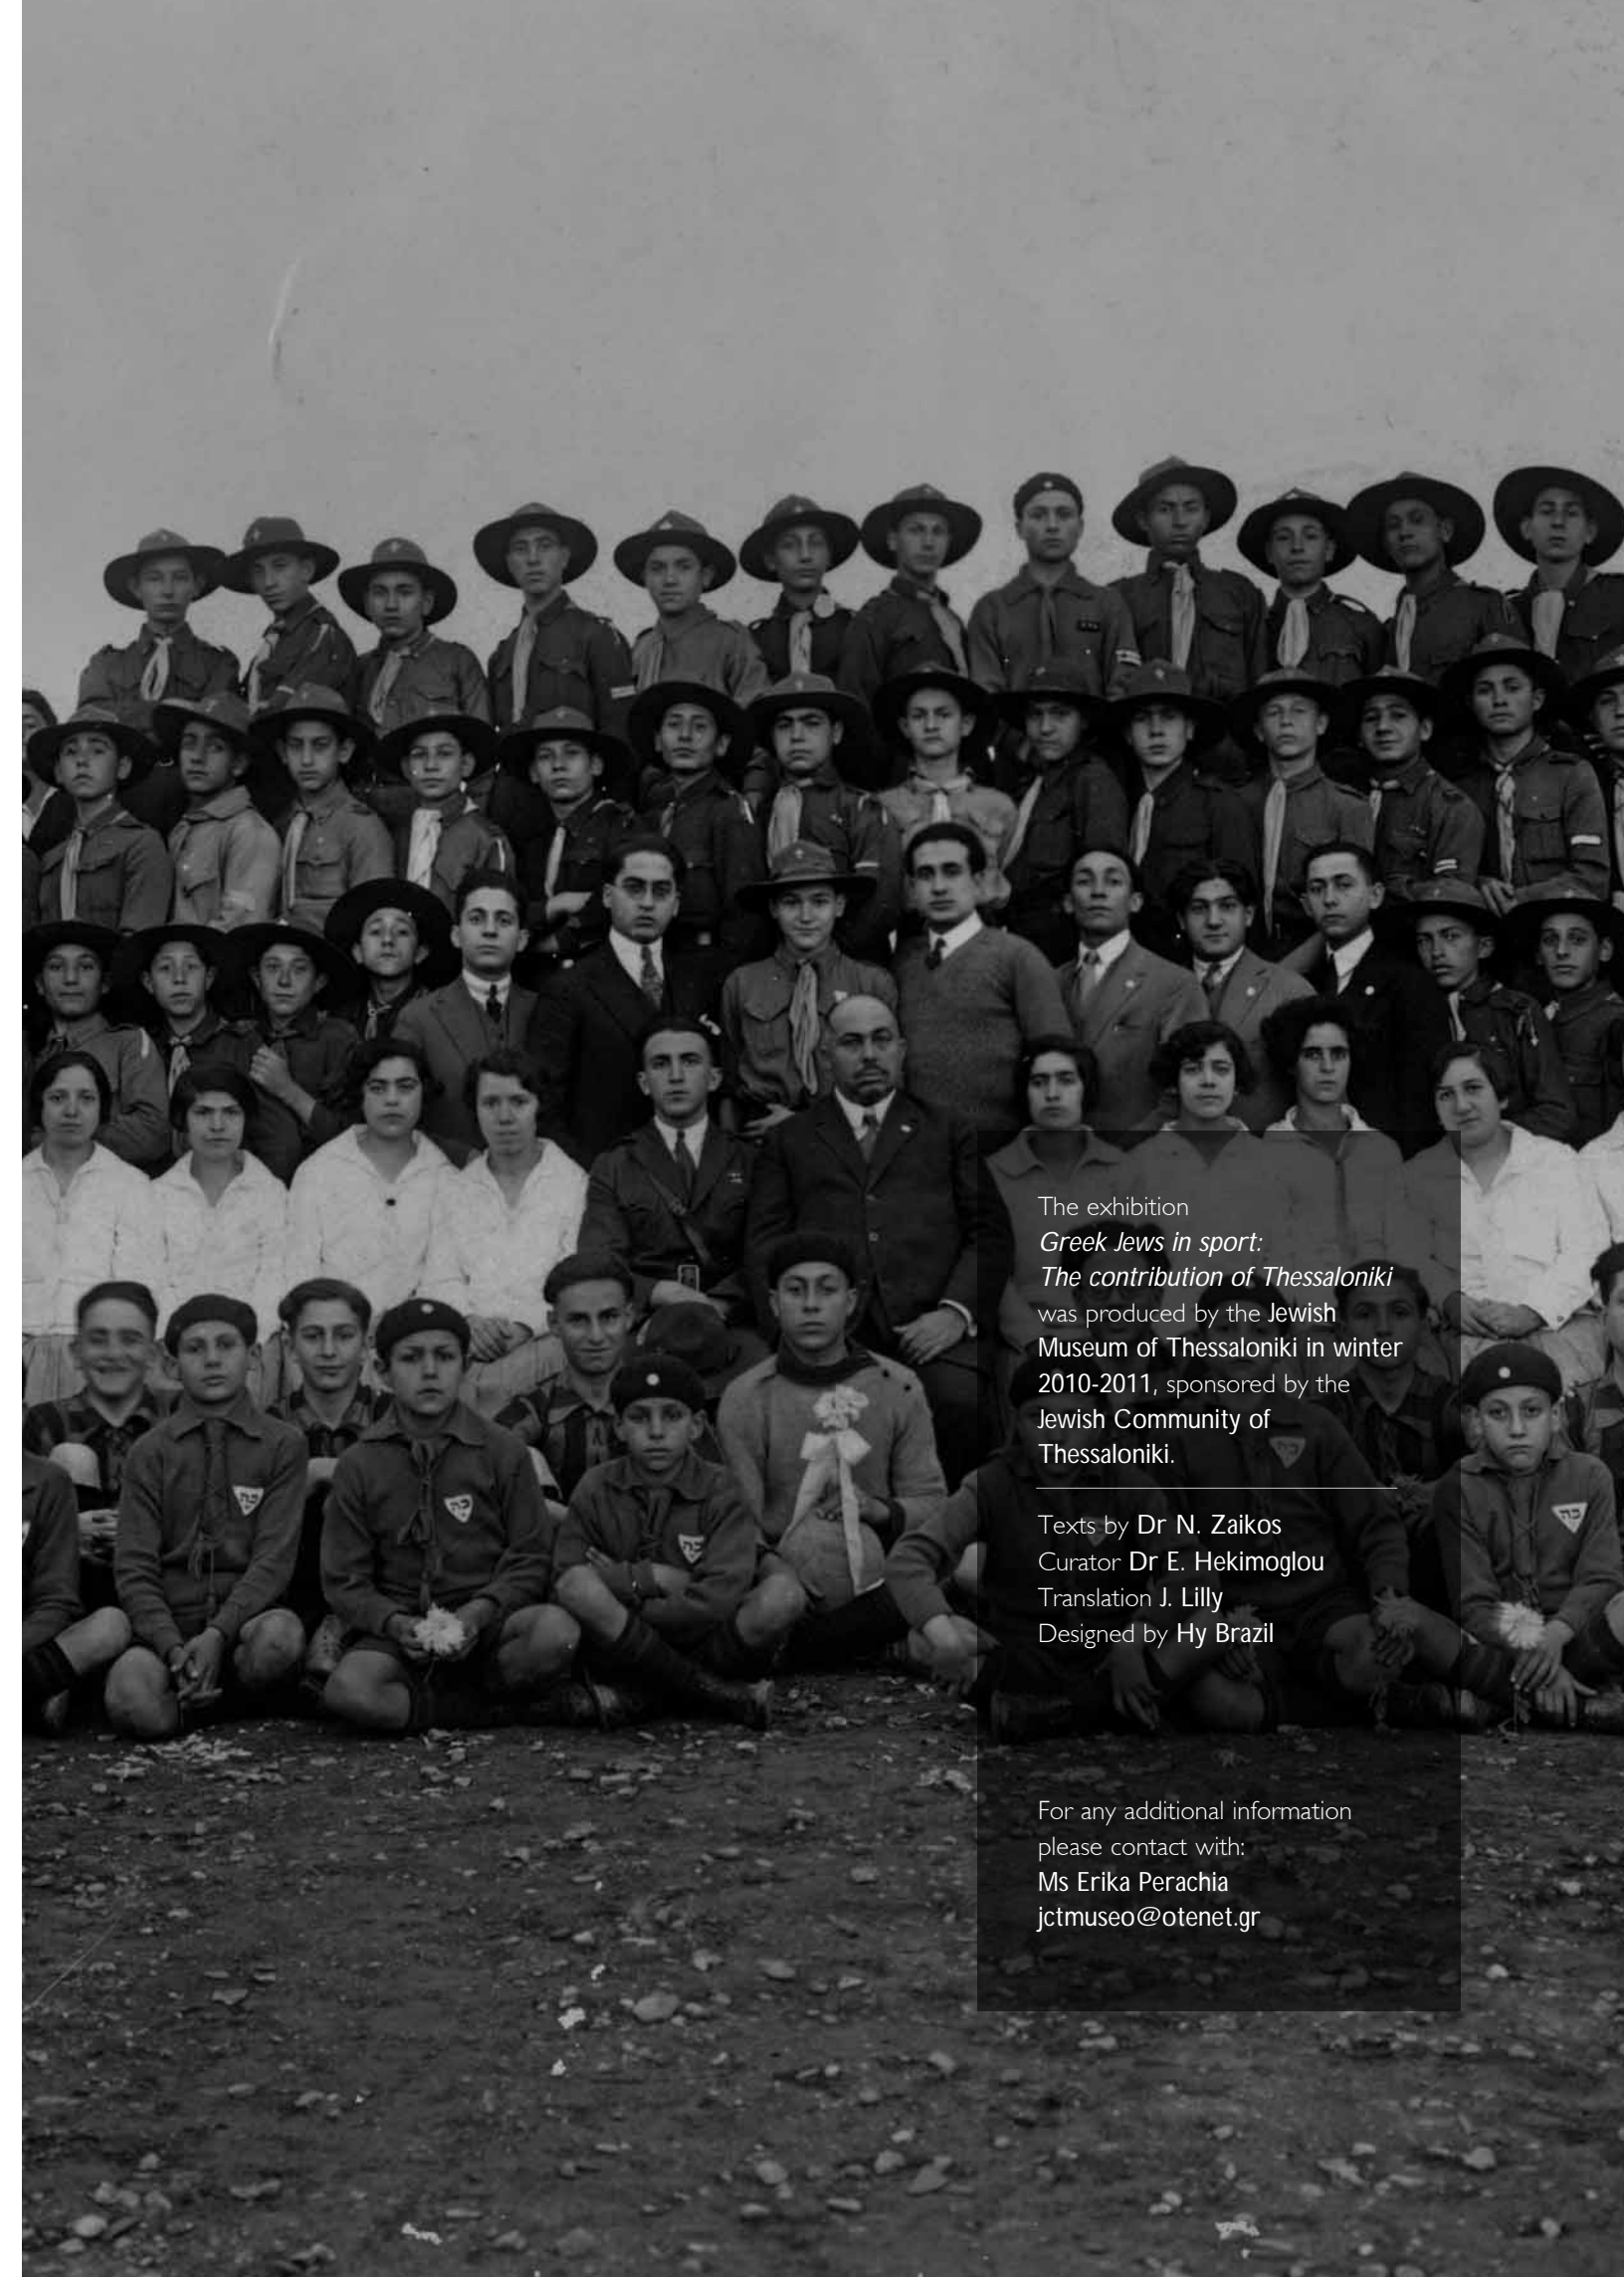 The exhibition
Greek Jews in sport:
The contribution of Thessaloniki
was produced by the Jewish
Museum of Thessaloniki in winter
2010-2011, sponsored by the
Jewish Community of
Thessaloniki.
Texts by Dr N. Zaikos
Curator Dr E. Hekimoglou
Translation J. Lilly
Designed by Hy Brazil
For any additional information
please contact with:
Ms Erika Perachia
jctmuseo@otenet.gr